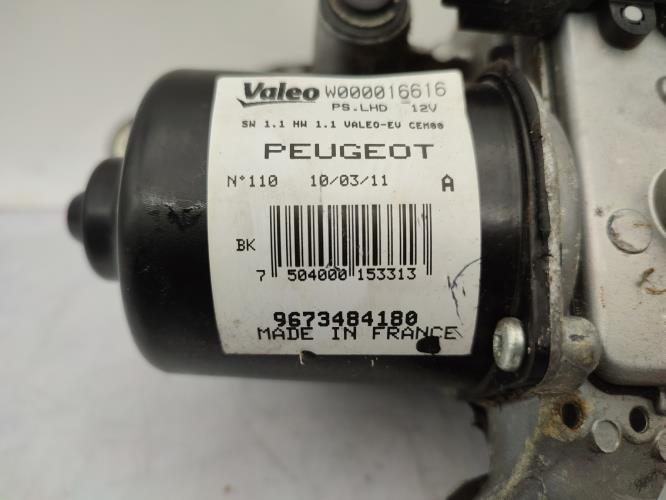 Valeo W000016616
PS.LHD 12V
SW 1.1 HW 1.1 VALEO-EV CEM00
PEUGEOT
N°110 10/03/11 A
BK
7 504000 153313
9673484180
MADE IN FRANCE